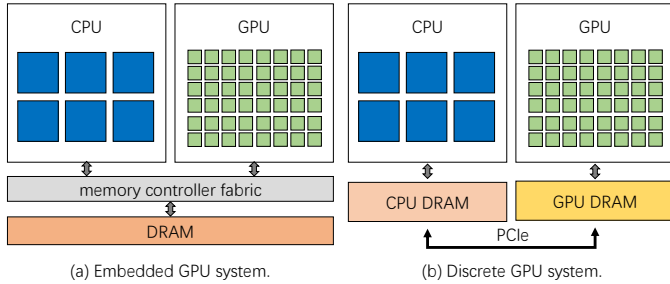 CPU
GPU
memory controller fabric
DRAM
(a) Embedded GPU system.
CPU
GPU
CPU DRAM
GPU DRAM
PCIe
(b) Discrete GPU system.